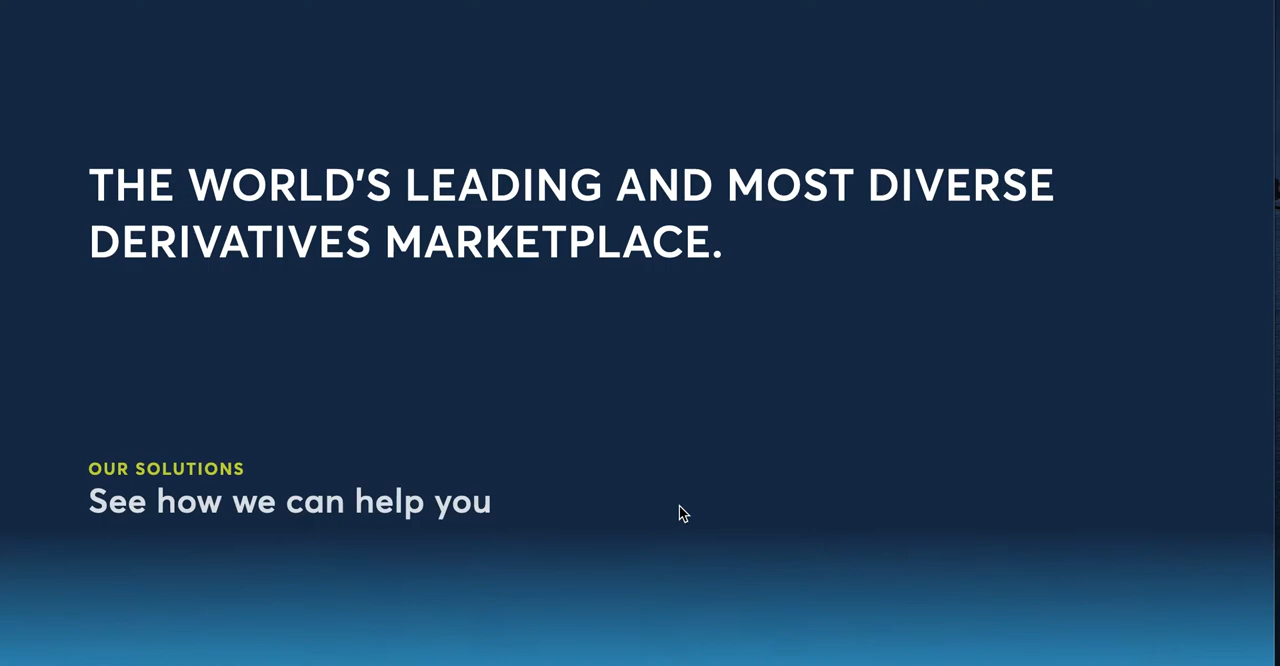 THE WORLD'S LEADING AND MOST DIVERSE
DERIVATIVES MARKETPLACE.
OUR SOLUTIONS
See how we can help you